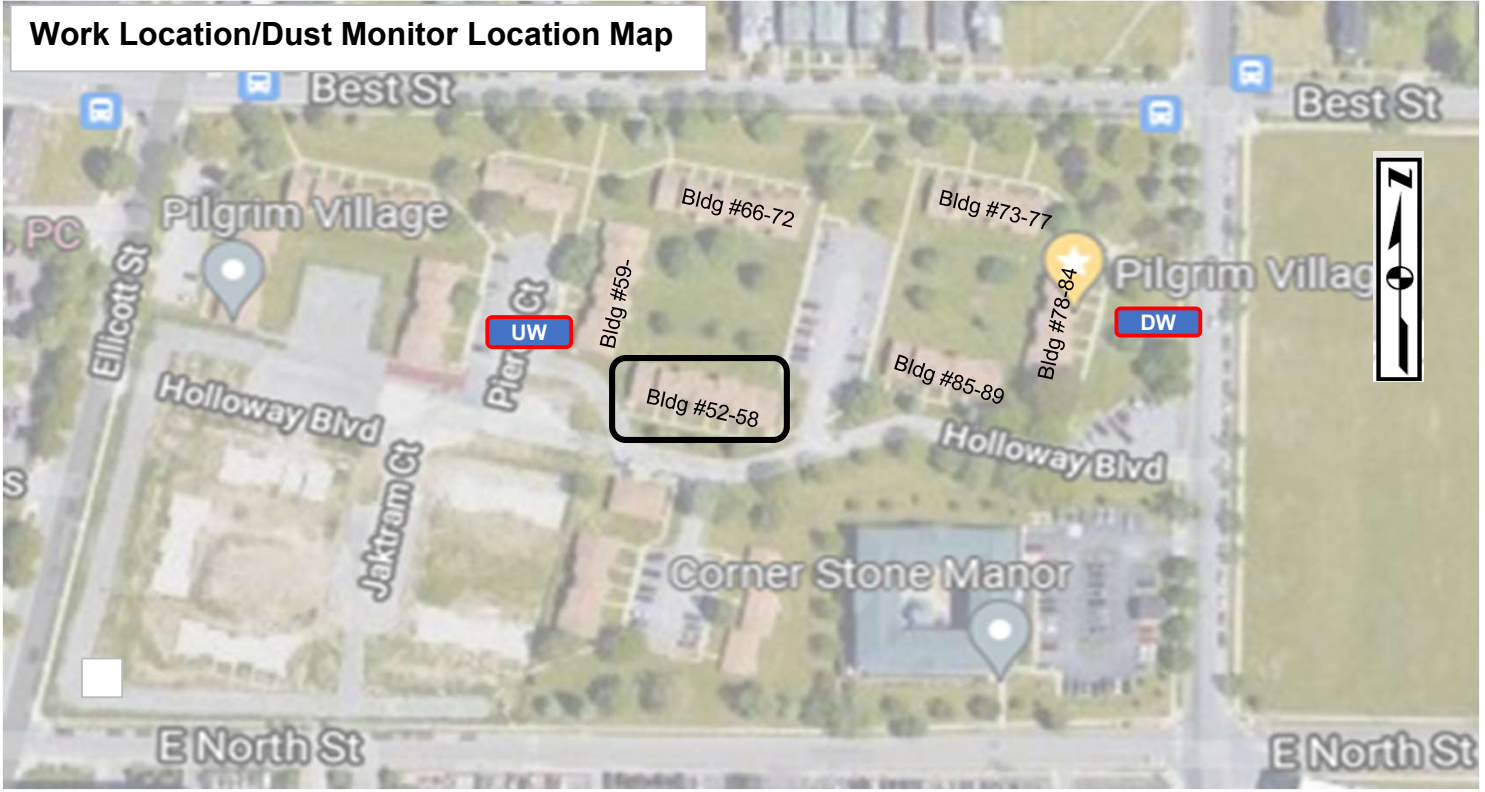 Work Location/Dust Monitor Location Map
Best St
Best St
Bldg #66-72
Bldg #73-77
Pilgrim Village
, PC
Ellicott St
Bldg #59-
Bldg #78-84
Pilgrim Villag
N
UW
Ct
DW
Holloway Blvd
Bldg #52-58
Bldg #85-89
Holloway Blvd
S
Jaktram Ct
Corner Stone Manor
E North St
E North St